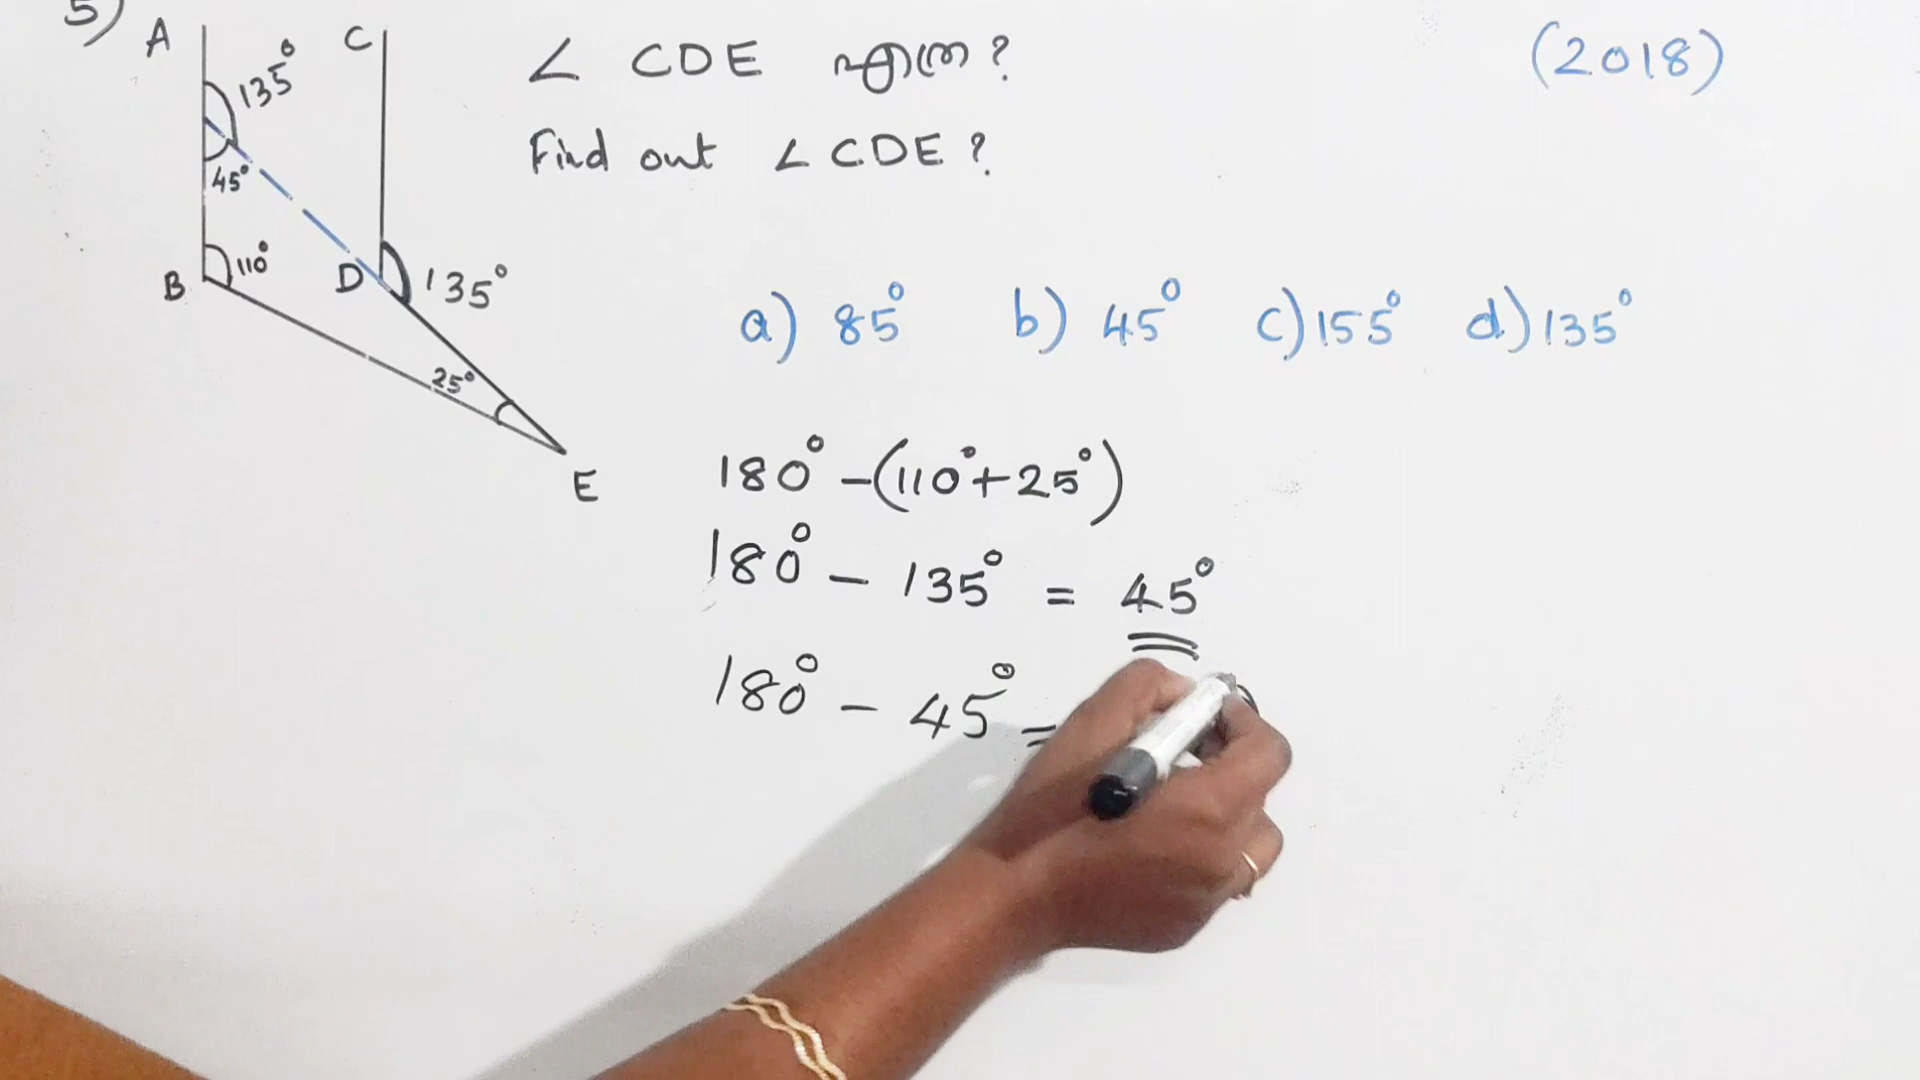 5)
A
C
135°
45°
B
110°
D
135°
25°
E
∠ CDE എത്ര?
(2018)
Find out ∠CDE?
a) 85° b) 45° c) 155° d) 135°
180° - (110° + 25°)
180° - 135° = 45°
180° - 45° =